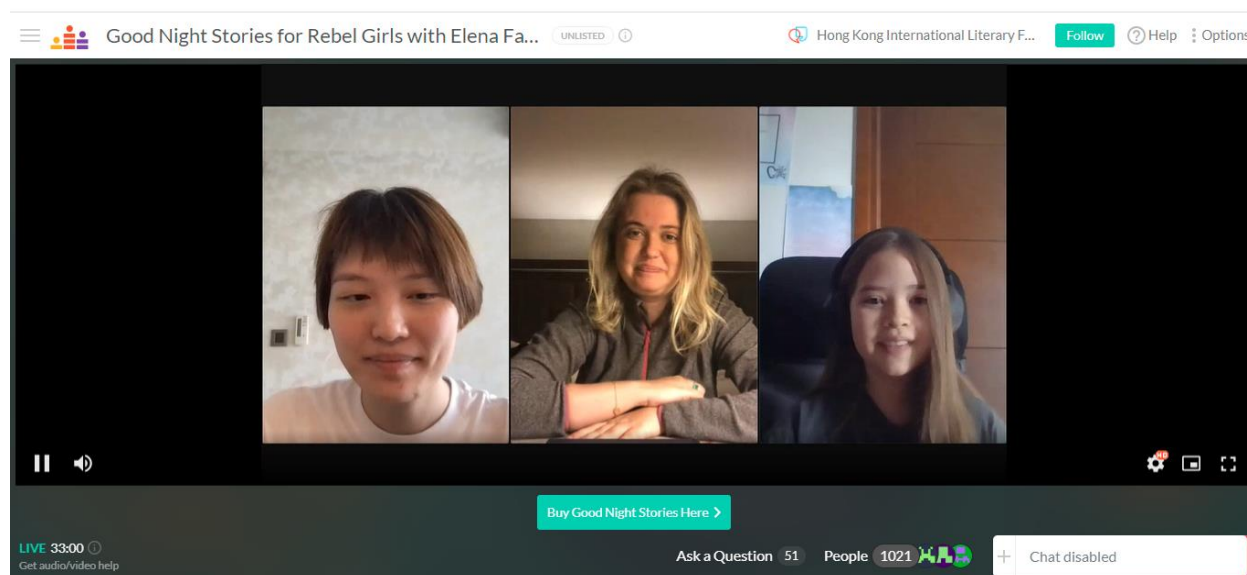 Good Night Stories for Rebel Girls with Elena Fa... UNLISTED Hong Kong International Literary F... Follow Help Options
HD
Buy Good Night Stories Here
LIVE 33:00
Get audio/video help
Ask a Question 51 People 1021 Chat disabled